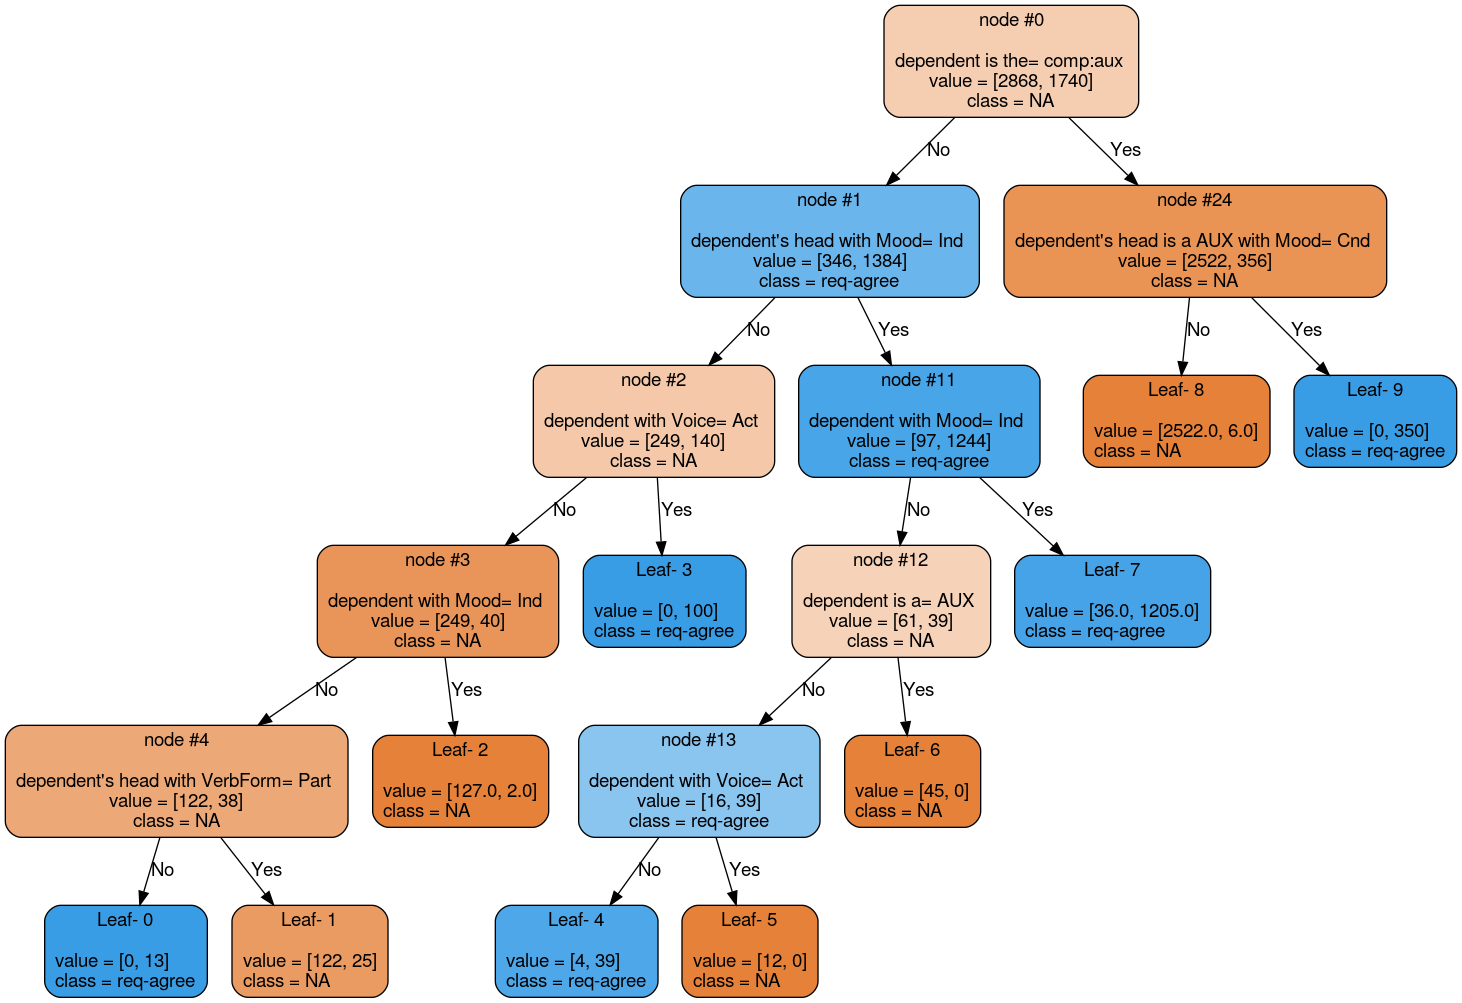 node #0
dependent is the= comp:aux
value = [2868, 1740]
class = NA
No
Yes
node #1
dependent's head with Mood= Ind
value = [346, 1384]
class = req-agree
node #24
dependent's head is a AUX with Mood= Cnd
value = [2522, 356]
class = NA
No
Yes
No
Yes
node #2
dependent with Voice= Act
value = [249, 140]
class = NA
node #11
dependent with Mood= Ind
value = [97, 1244]
class = req-agree
Leaf- 8
value = [2522.0, 6.0]
class = NA
Leaf- 9
value = [0, 350]
class = req-agree
No
Yes
No
Yes
node #3
dependent with Mood= Ind
value = [249, 40]
class = NA
Leaf- 3
value = [0, 100]
class = req-agree
node #12
dependent is a= AUX
value = [61, 39]
class = NA
Leaf- 7
value = [36.0, 1205.0]
class = req-agree
No
Yes
No
Yes
node #4
dependent's head with VerbForm= Part
value = [122, 38]
class = NA
Leaf- 2
value = [127.0, 2.0]
class = NA
node #13
dependent with Voice= Act
value = [16, 39]
class = req-agree
Leaf- 6
value = [45, 0]
class = NA
No
Yes
No
Yes
Leaf- 0
value = [0, 13]
class = req-agree
Leaf- 1
value = [122, 25]
class = NA
Leaf- 4
value = [4, 39]
class = req-agree
Leaf- 5
value = [12, 0]
class = NA